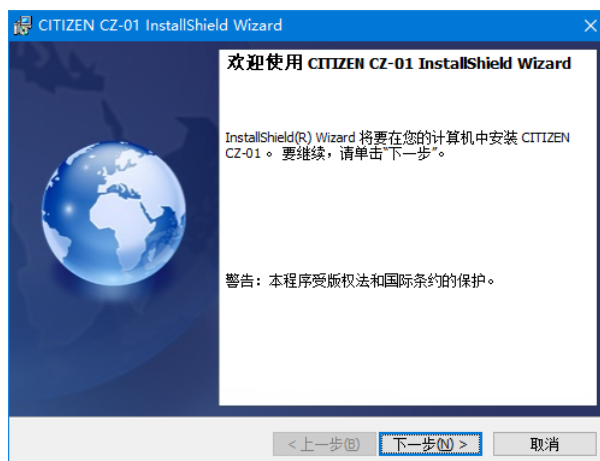 CITIZEN CZ-01 InstallShield Wizard
欢迎使用 CITIZEN CZ-01 InstallShield Wizard
InstallShield(R) Wizard 将要在您的计算机中安装 CITIZEN
CZ-01 。 要继续，请单击“下一步”。
警告：本程序受版权法和国际条约的保护。
< 上一步(B)
下一步(N) >
取消